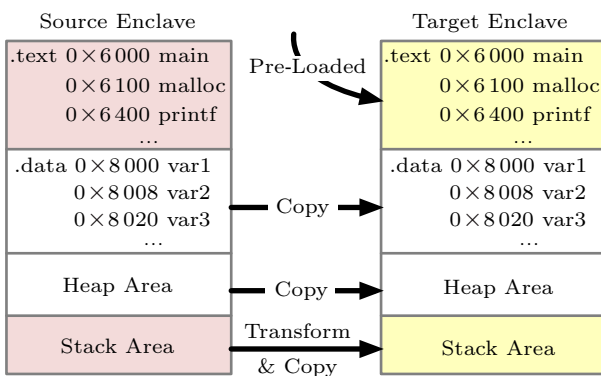 Source Enclave
.text 0×6 000 main
0×6 100 malloc
0×6 400 printf
...
.data 0×8 000 var1
0×8 008 var2
0×8 020 var3
...
Heap Area
Stack Area
Pre-Loaded
Copy
Copy
Transform
& Copy
Target Enclave
.text 0×6 000 main
0×6 100 malloc
0×6 400 printf
...
.data 0×8 000 var1
0×8 008 var2
0×8 020 var3
...
Heap Area
Stack Area